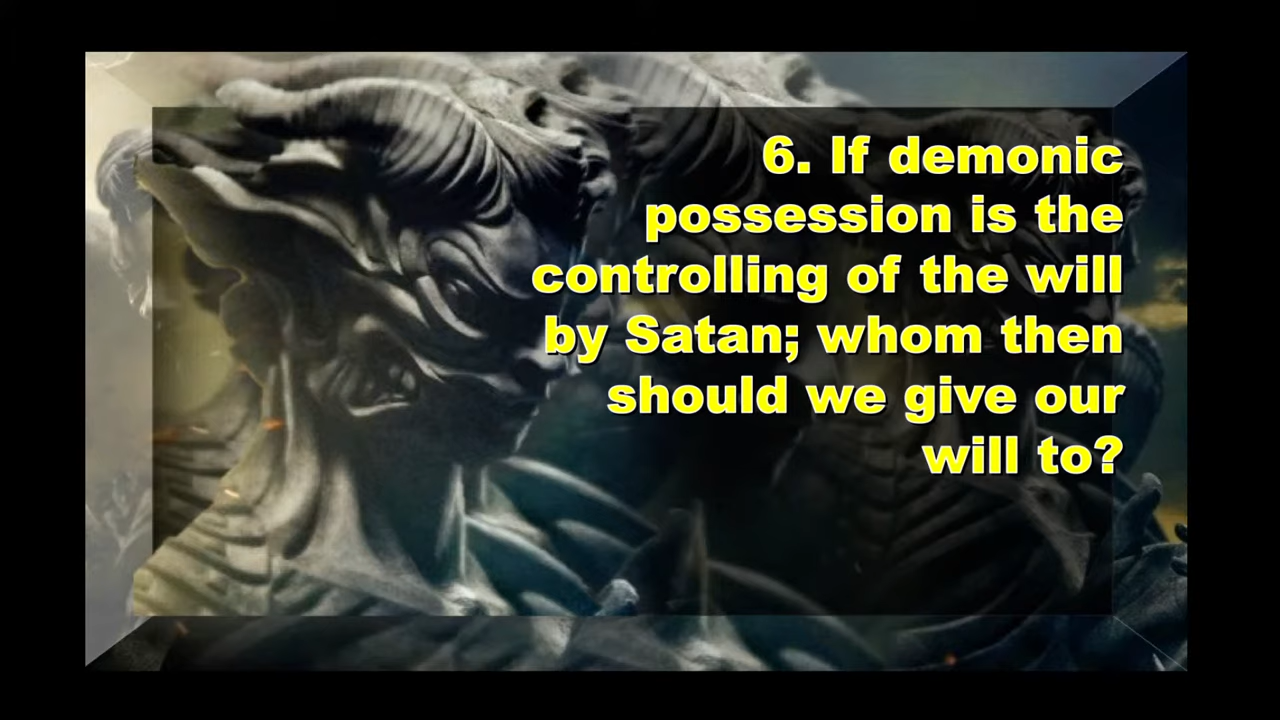 6. If demonic
possession is the
controlling of the will
by Satan; whom then
should we give our
will to?